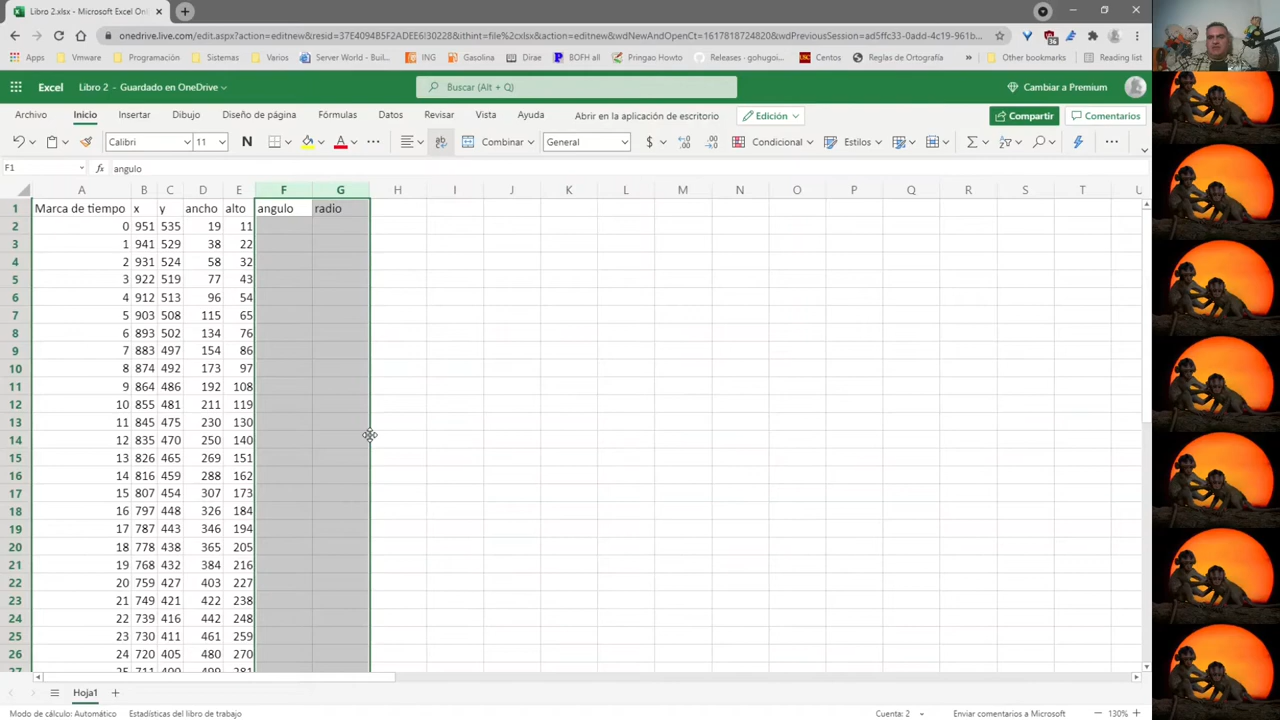 Libro 2.xlsx - Microsoft Excel Onl
onedrive.live.com/edit.aspx?action=editnew&resid=37E4094B5F2ADEE6!30228&ithint=file%2cxlsx&action=editnew&wdNewAndOpenCt=1617818724820&wdPreviousSession=ad5ffc33-0add-4c19-961b...
Apps Vmware Programación Sistemas Varios Server World - Buil... ING Gasolina Dirae BOFH all Pringao Howto Releases · gohugoi... Centos Reglas de Ortografía » Other bookmarks Reading list
Excel Libro 2 - Guardado en OneDrive Buscar (Alt + Q) Cambiar a Premium
Archivo Inicio Insertar Dibujo Diseño de página Fórmulas Datos Revisar Vista Ayuda Abrir en la aplicación de escritorio Edición Compartir Comentarios
Calibri 11 N Combinar General $ Condicional Estilos
F1 fx angulo
A B C D E F G H I J K L M N O P Q R S T U
1 Marca de tiempo x y ancho alto angulo radio
2 0 951 535 19 11
3 1 941 529 38 22
4 2 931 524 58 32
5 3 922 519 77 43
6 4 912 513 96 54
7 5 903 508 115 65
8 6 893 502 134 76
9 7 883 497 154 86
10 8 874 492 173 97
11 9 864 486 192 108
12 10 855 481 211 119
13 11 845 475 230 130
14 12 835 470 250 140
15 13 826 465 269 151
16 14 816 459 288 162
17 15 807 454 307 173
18 16 797 448 326 184
19 17 787 443 346 194
20 18 778 438 365 205
21 19 768 432 384 216
22 20 759 427 403 227
23 21 749 421 422 238
24 22 739 416 442 248
25 23 730 411 461 259
26 24 720 405 480 270
27 25 711 400 499 281
Hoja1
Modo de cálculo: Automático Estadísticas del libro de trabajo Cuenta: 2 Enviar comentarios a Microsoft 130%